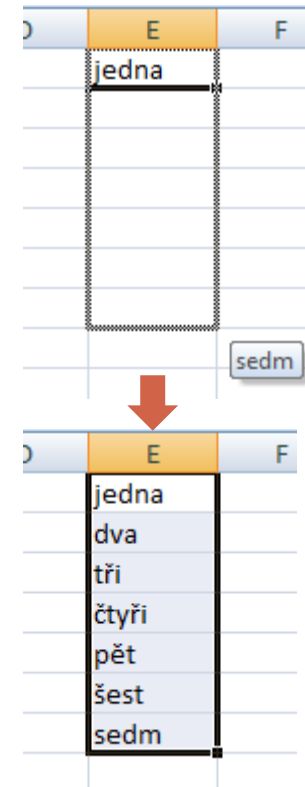 D E F
jedna
sedm
D E F
jedna
dva
tři
čtyři
pět
šest
sedm